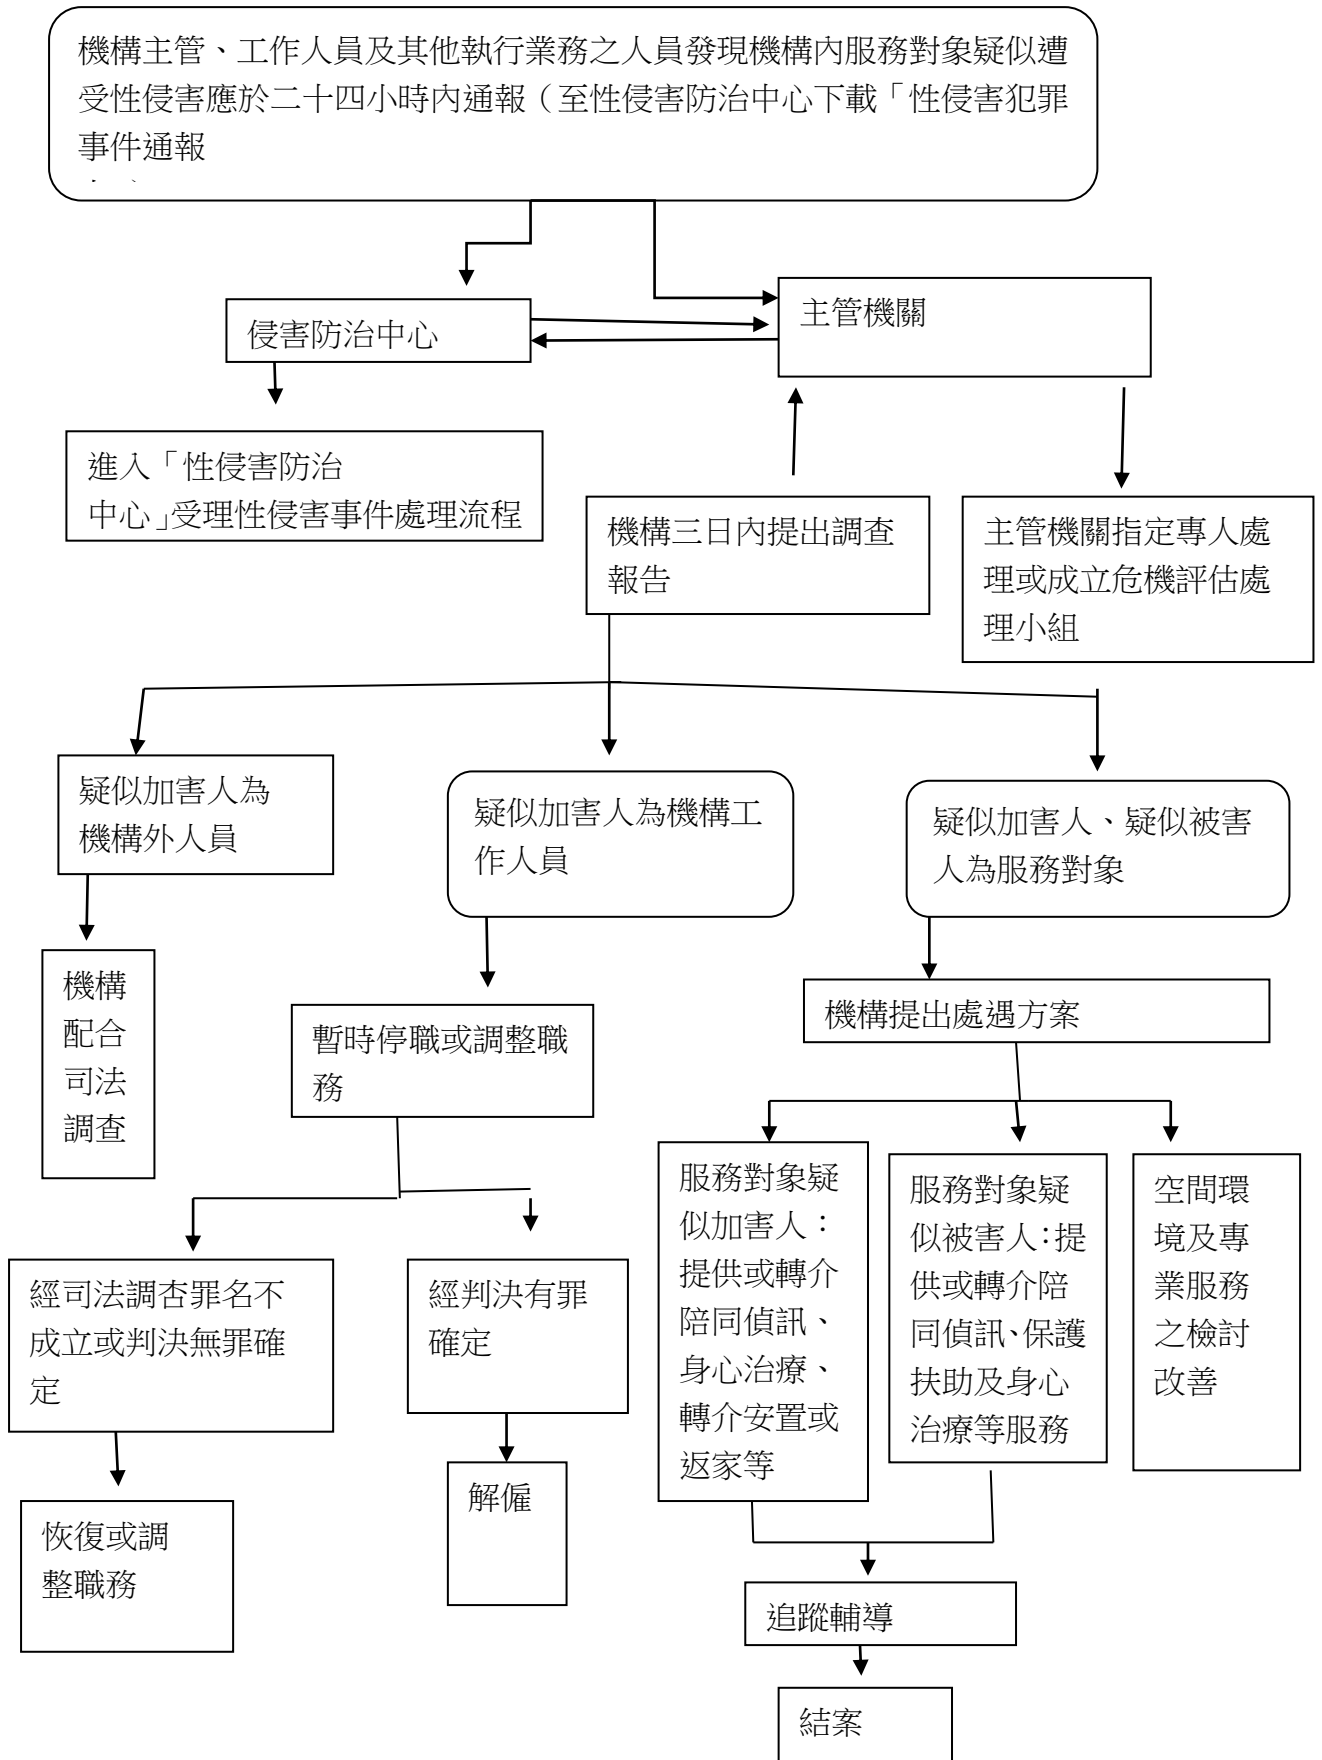 機構主管、工作人員及其他執行業務之人員發現機構內服務對象疑似遭
受性侵害應於二十四小時內通報（至性侵害防治中心下載「性侵害犯罪
事件通報
侵害防治中心
主管機關
進入「性侵害防治
中心」受理性侵害事件處理流程
機構三日內提出調查
報告
主管機關指定專人處
理或成立危機評估處
理小組
疑似加害人為
機構外人員
疑似加害人為機構工
作人員
疑似加害人、疑似被害
人為服務對象
機構
配合
司法
調查
暫時停職或調整職
務
機構提出處遇方案
服務對象疑
似加害人：
提供或轉介
陪同偵訊、
身心治療、
轉介安置或
返家等
服務對象疑
似被害人：提
供或轉介陪
同偵訊、保護
扶助及身心
治療等服務
空間環
境及專
業服務
之檢討
改善
經司法調杳罪名不
成立或判決無罪確
定
經判決有罪
確定
恢復或調
整職務
解僱
追蹤輔導
結案